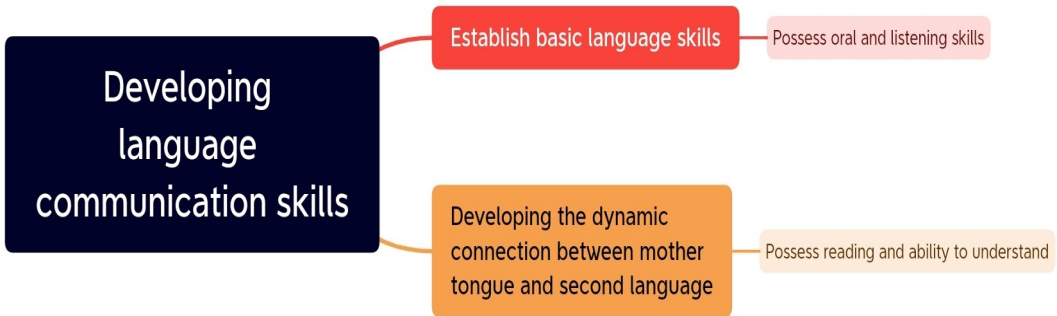 Developing
language
communication skills
Establish basic language skills
Possess oral and listening skills
Developing the dynamic
connection between mother
tongue and second language
Possess reading and ability to understand